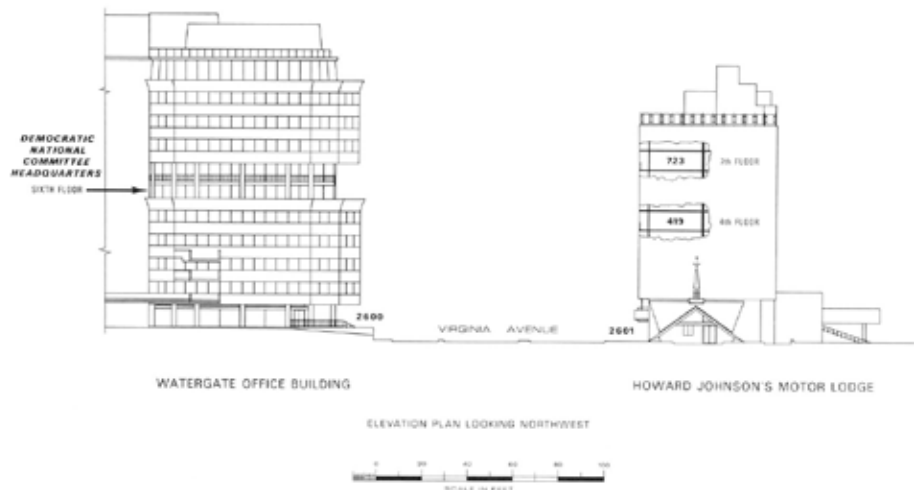 DEMOCRATIC
NATIONAL
COMMITTEE
HEADQUARTERS
SIXTH FLOOR
723
7th FLOOR
419
4th FLOOR
2600
VIRGINIA AVENUE
2601
WATERGATE OFFICE BUILDING
HOWARD JOHNSON'S MOTOR LODGE
ELEVATION PLAN LOOKING NORTHWEST
0 20 40 60 80 100
SCALE IN FEET